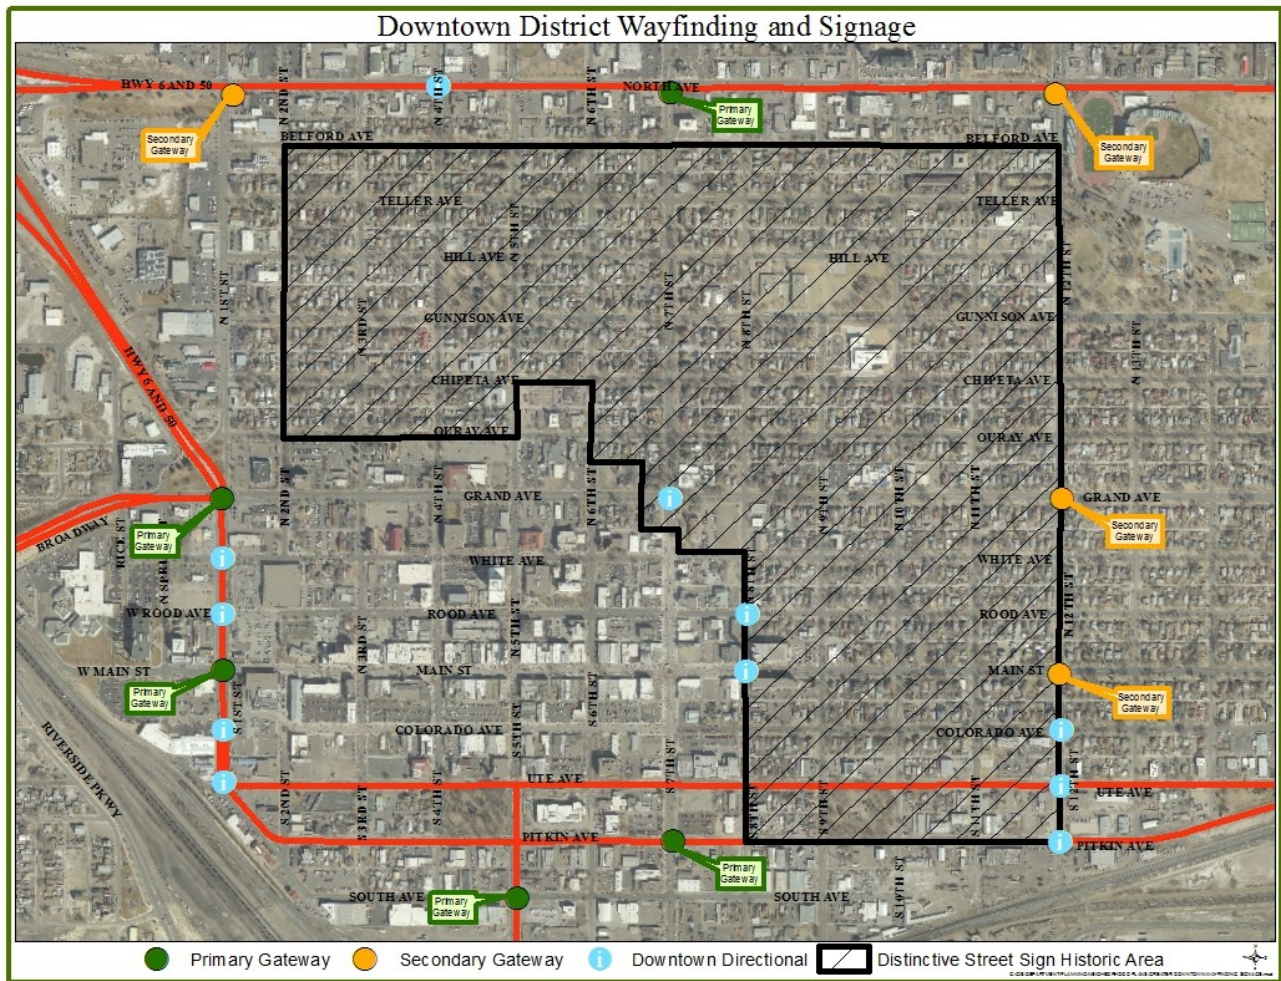 Downtown District Wayfinding and Signage
HWY 6 AND 50
N 2ND ST
N 4TH ST
N 6TH ST
NORTH AVE
Primary
Gateway
Secondary
Gateway
BELFORD AVE
BELFORD AVE
Secondary
Gateway
TELLER AVE
TELLER AVE
N 5TH ST
HILL AVE
HILL AVE
N 12TH ST
N 1ST ST
N 3RD ST
GUNNISON AVE
N 7TH ST
N 8TH ST
GUNNISON AVE
N 13TH ST
HWY 6 AND 50
CHIPETA AVE
CHIPETA AVE
OURAY AVE
OURAY AVE
N 2ND ST
N 4TH ST
GRAND AVE
N 6TH ST
N 9TH ST
N 10TH ST
N 11TH ST
GRAND AVE
BROADWAY
RICE ST
Primary
Gateway
Secondary
Gateway
WHITE AVE
N 8TH ST
WHITE AVE
W ROOD AVE
ROOD AVE
N 5TH ST
ROOD AVE
N 12TH ST
N 3RD ST
W MAIN ST
MAIN ST
MAIN ST
Primary
Gateway
S 1ST ST
S 6TH ST
Secondary
Gateway
COLORADO AVE
S 5TH ST
COLORADO AVE
RIVERSIDE PKWY
S 7TH ST
S 12TH ST
UTE AVE
UTE AVE
S 2ND ST
S 3RD ST
S 4TH ST
S 8TH ST
S 9TH ST
S 11TH ST
PITKIN AVE
PITKIN AVE
Primary
Gateway
SOUTH AVE
Primary
Gateway
SOUTH AVE
S 10TH ST
Primary Gateway
Secondary Gateway
i Downtown Directional
Distinctive Street Sign Historic Area